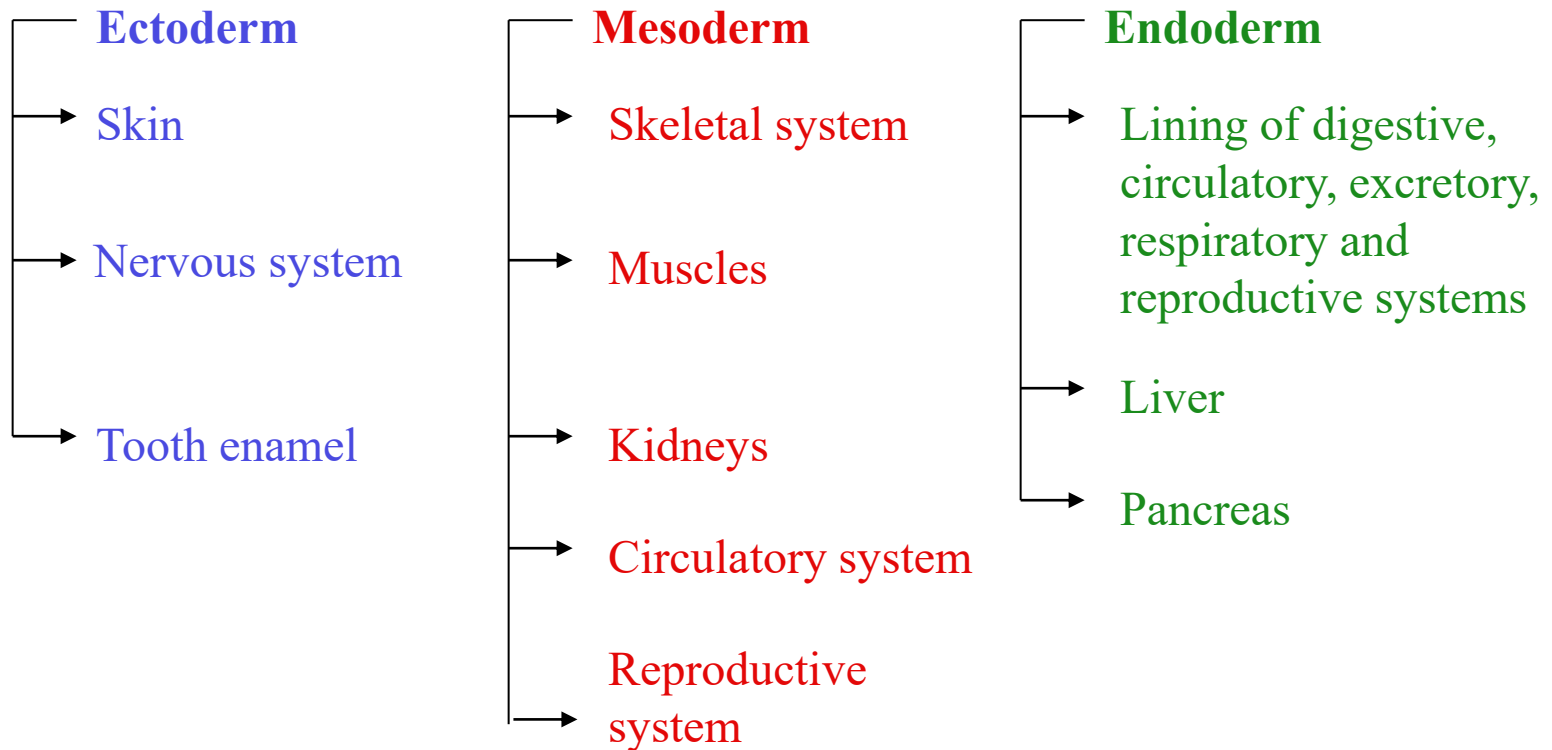 Ectoderm
Skin
Nervous system
Tooth enamel
Mesoderm
Skeletal system
Muscles
Kidneys
Circulatory system
Reproductive
system
Endoderm
Lining of digestive,
circulatory, excretory,
respiratory and
reproductive systems
Liver
Pancreas